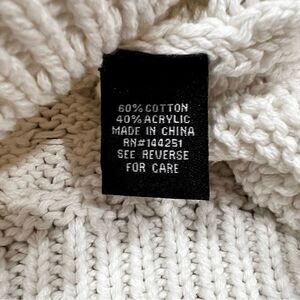 60% COTTON
40% ACRYLIC
MADE IN CHINA
RN#144251
SEE REVERSE
FOR CARE